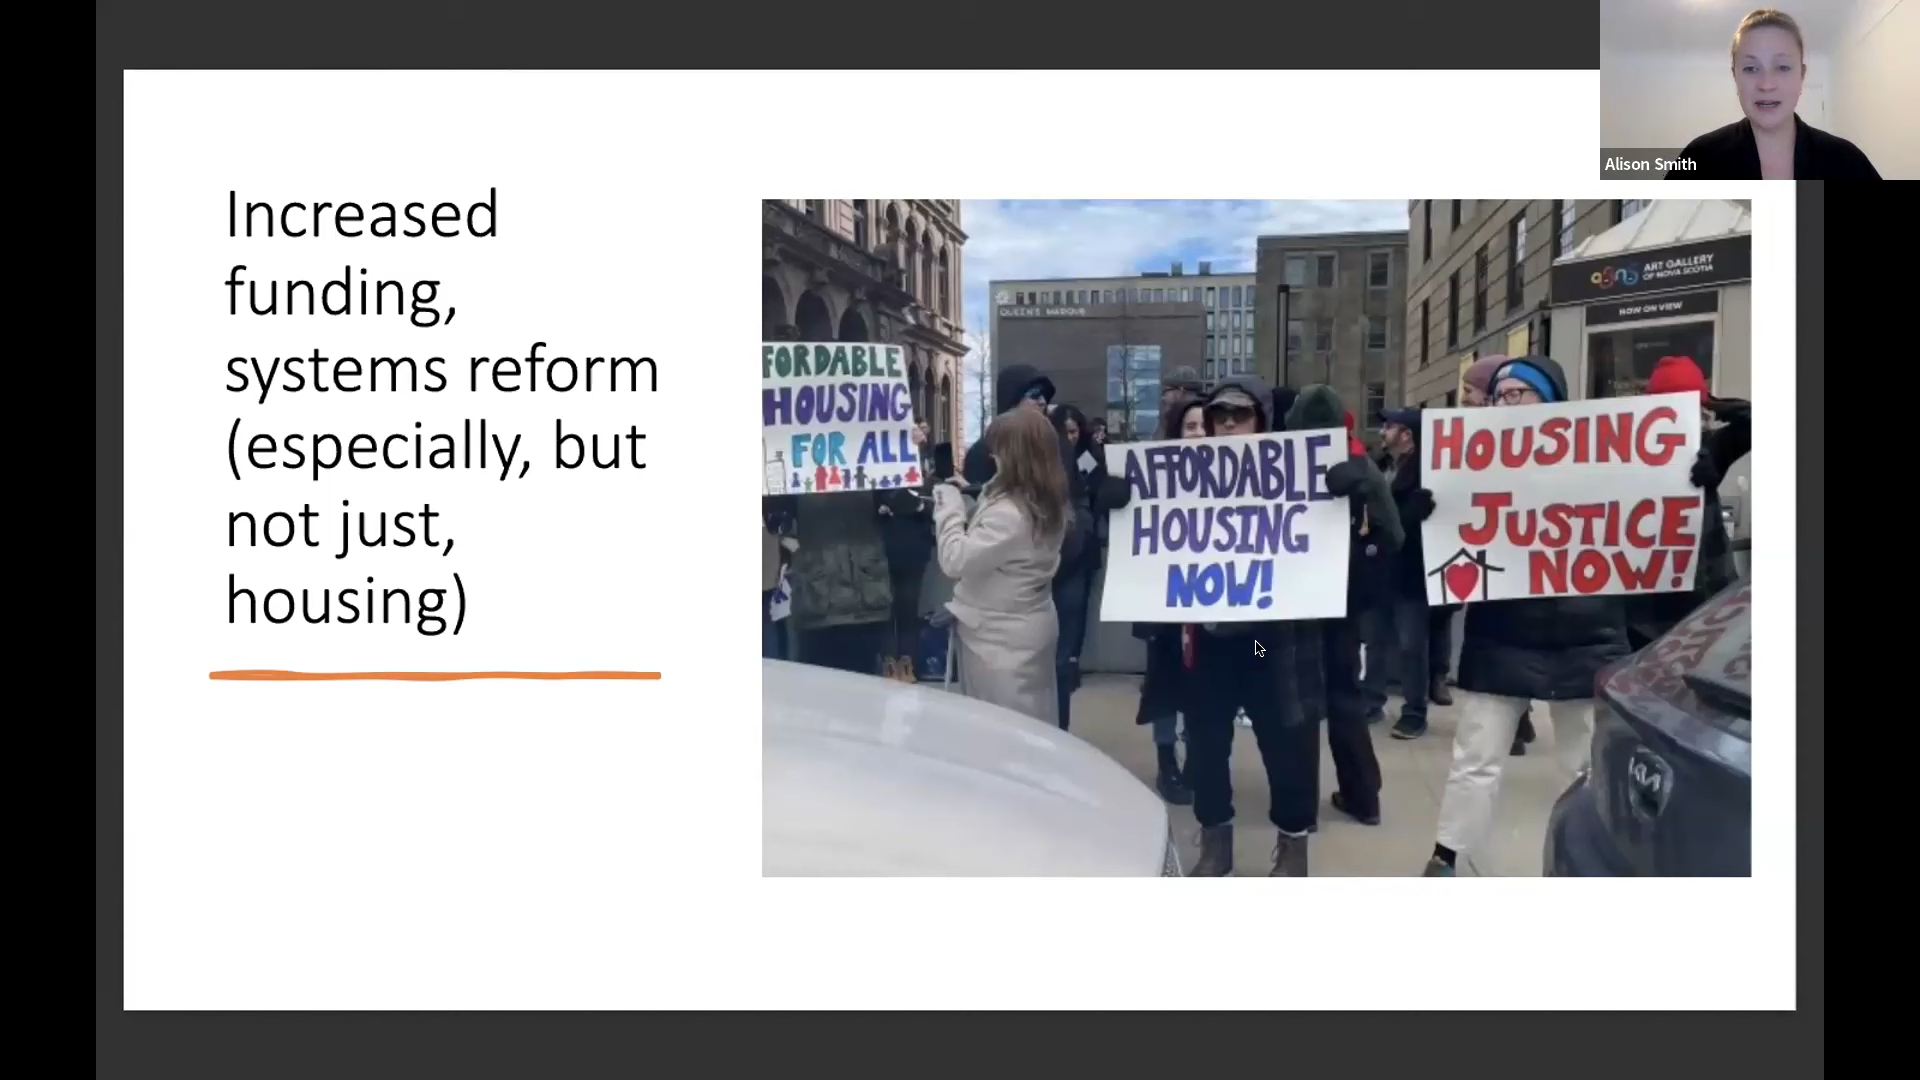 Increased
funding,
systems reform
(especially, but
not just,
housing)
Alison Smith
FORDABLE
HOUSING
FOR ALL
QUEEN'S MARQUE
AFFORDABLE
HOUSING
NOW!
ART GALLERY
OF NOVA SCOTIA
NOW ON VIEW
HOUSING
JUSTICE
NOW!
KIA